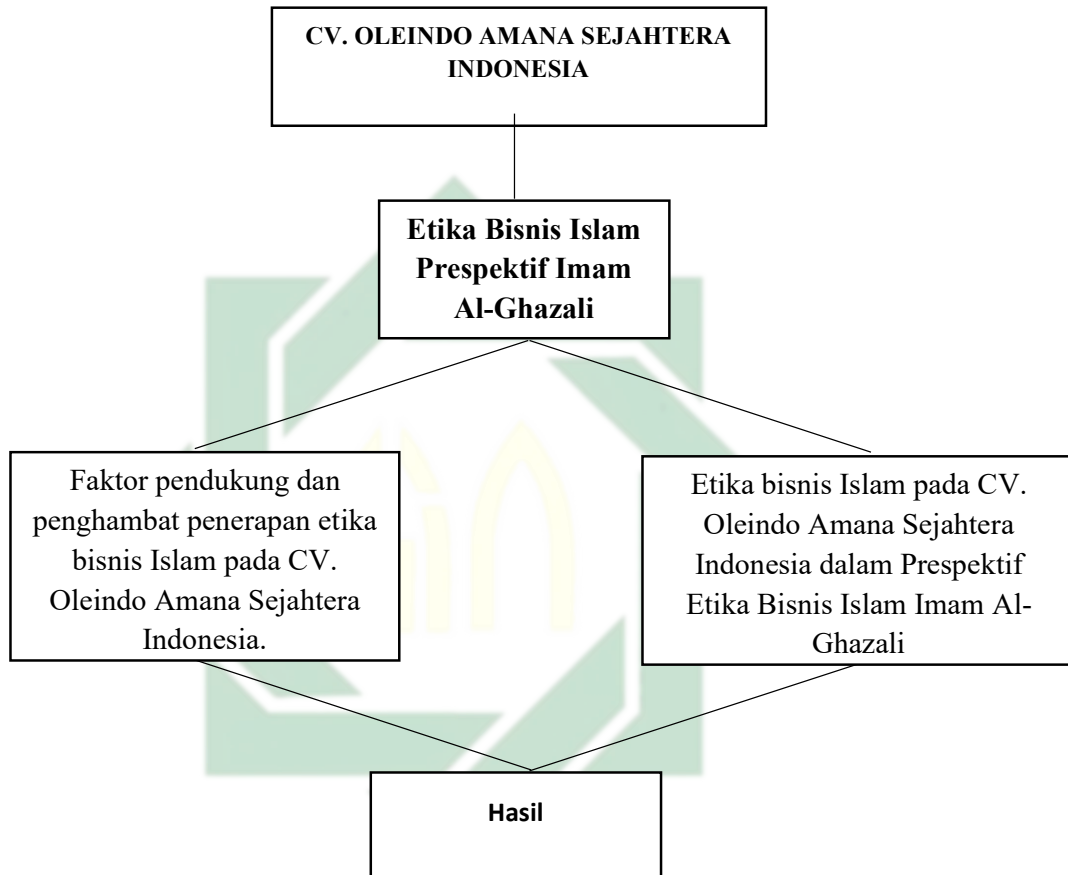 CV. OLEINDO AMANA SEJAHTERA
INDONESIA
Etika Bisnis Islam
Prespektif Imam
Al-Ghazali
Faktor pendukung dan
penghambat penerapan etika
bisnis Islam pada CV.
Oleindo Amana Sejahtera
Indonesia.
Etika bisnis Islam pada CV.
Oleindo Amana Sejahtera
Indonesia dalam Prespektif
Etika Bisnis Islam Imam Al-
Ghazali
Hasil